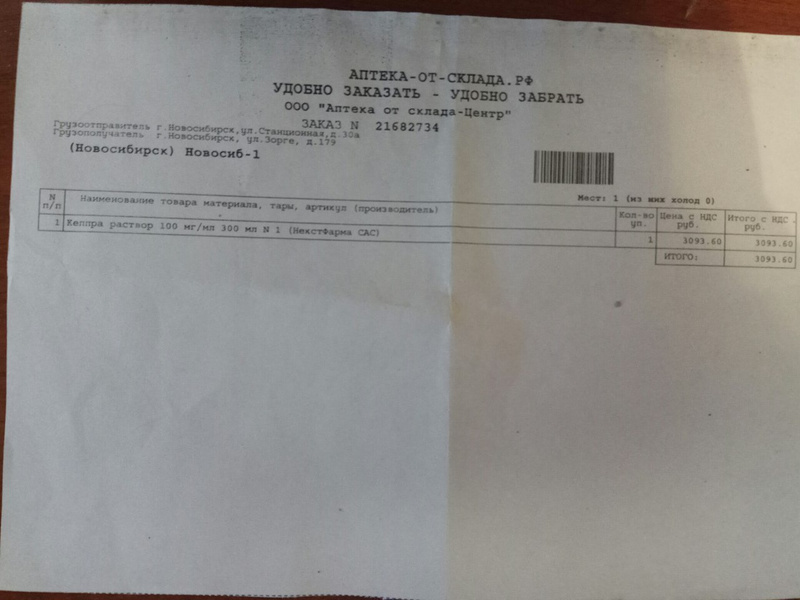 АПТЕКА-ОТ-СКЛАДА.РФ
УДОБНО ЗАКАЗАТЬ - УДОБНО ЗАБРАТЬ
ООО "Аптека от склада-Центр"
ЗАКАЗ N 21682734
Грузоотправитель г.Новосибирск,ул.Станционная,д.30а
Грузополучатель г.Новосибирск, ул.Зорге, д.179
(Новосибирск) Новосиб-1
Мест: 1 (из них холод 0)
N п/п Наименование товара материала, тары, артикул (производитель) Кол-во уп. Цена с НДС руб. Итого с НДС руб.
1 Кеппра раствор 100 мг/мл 300 мл N 1 (НекстФарма САС) 1 3093.60 3093.60
ИТОГО: 3093.60